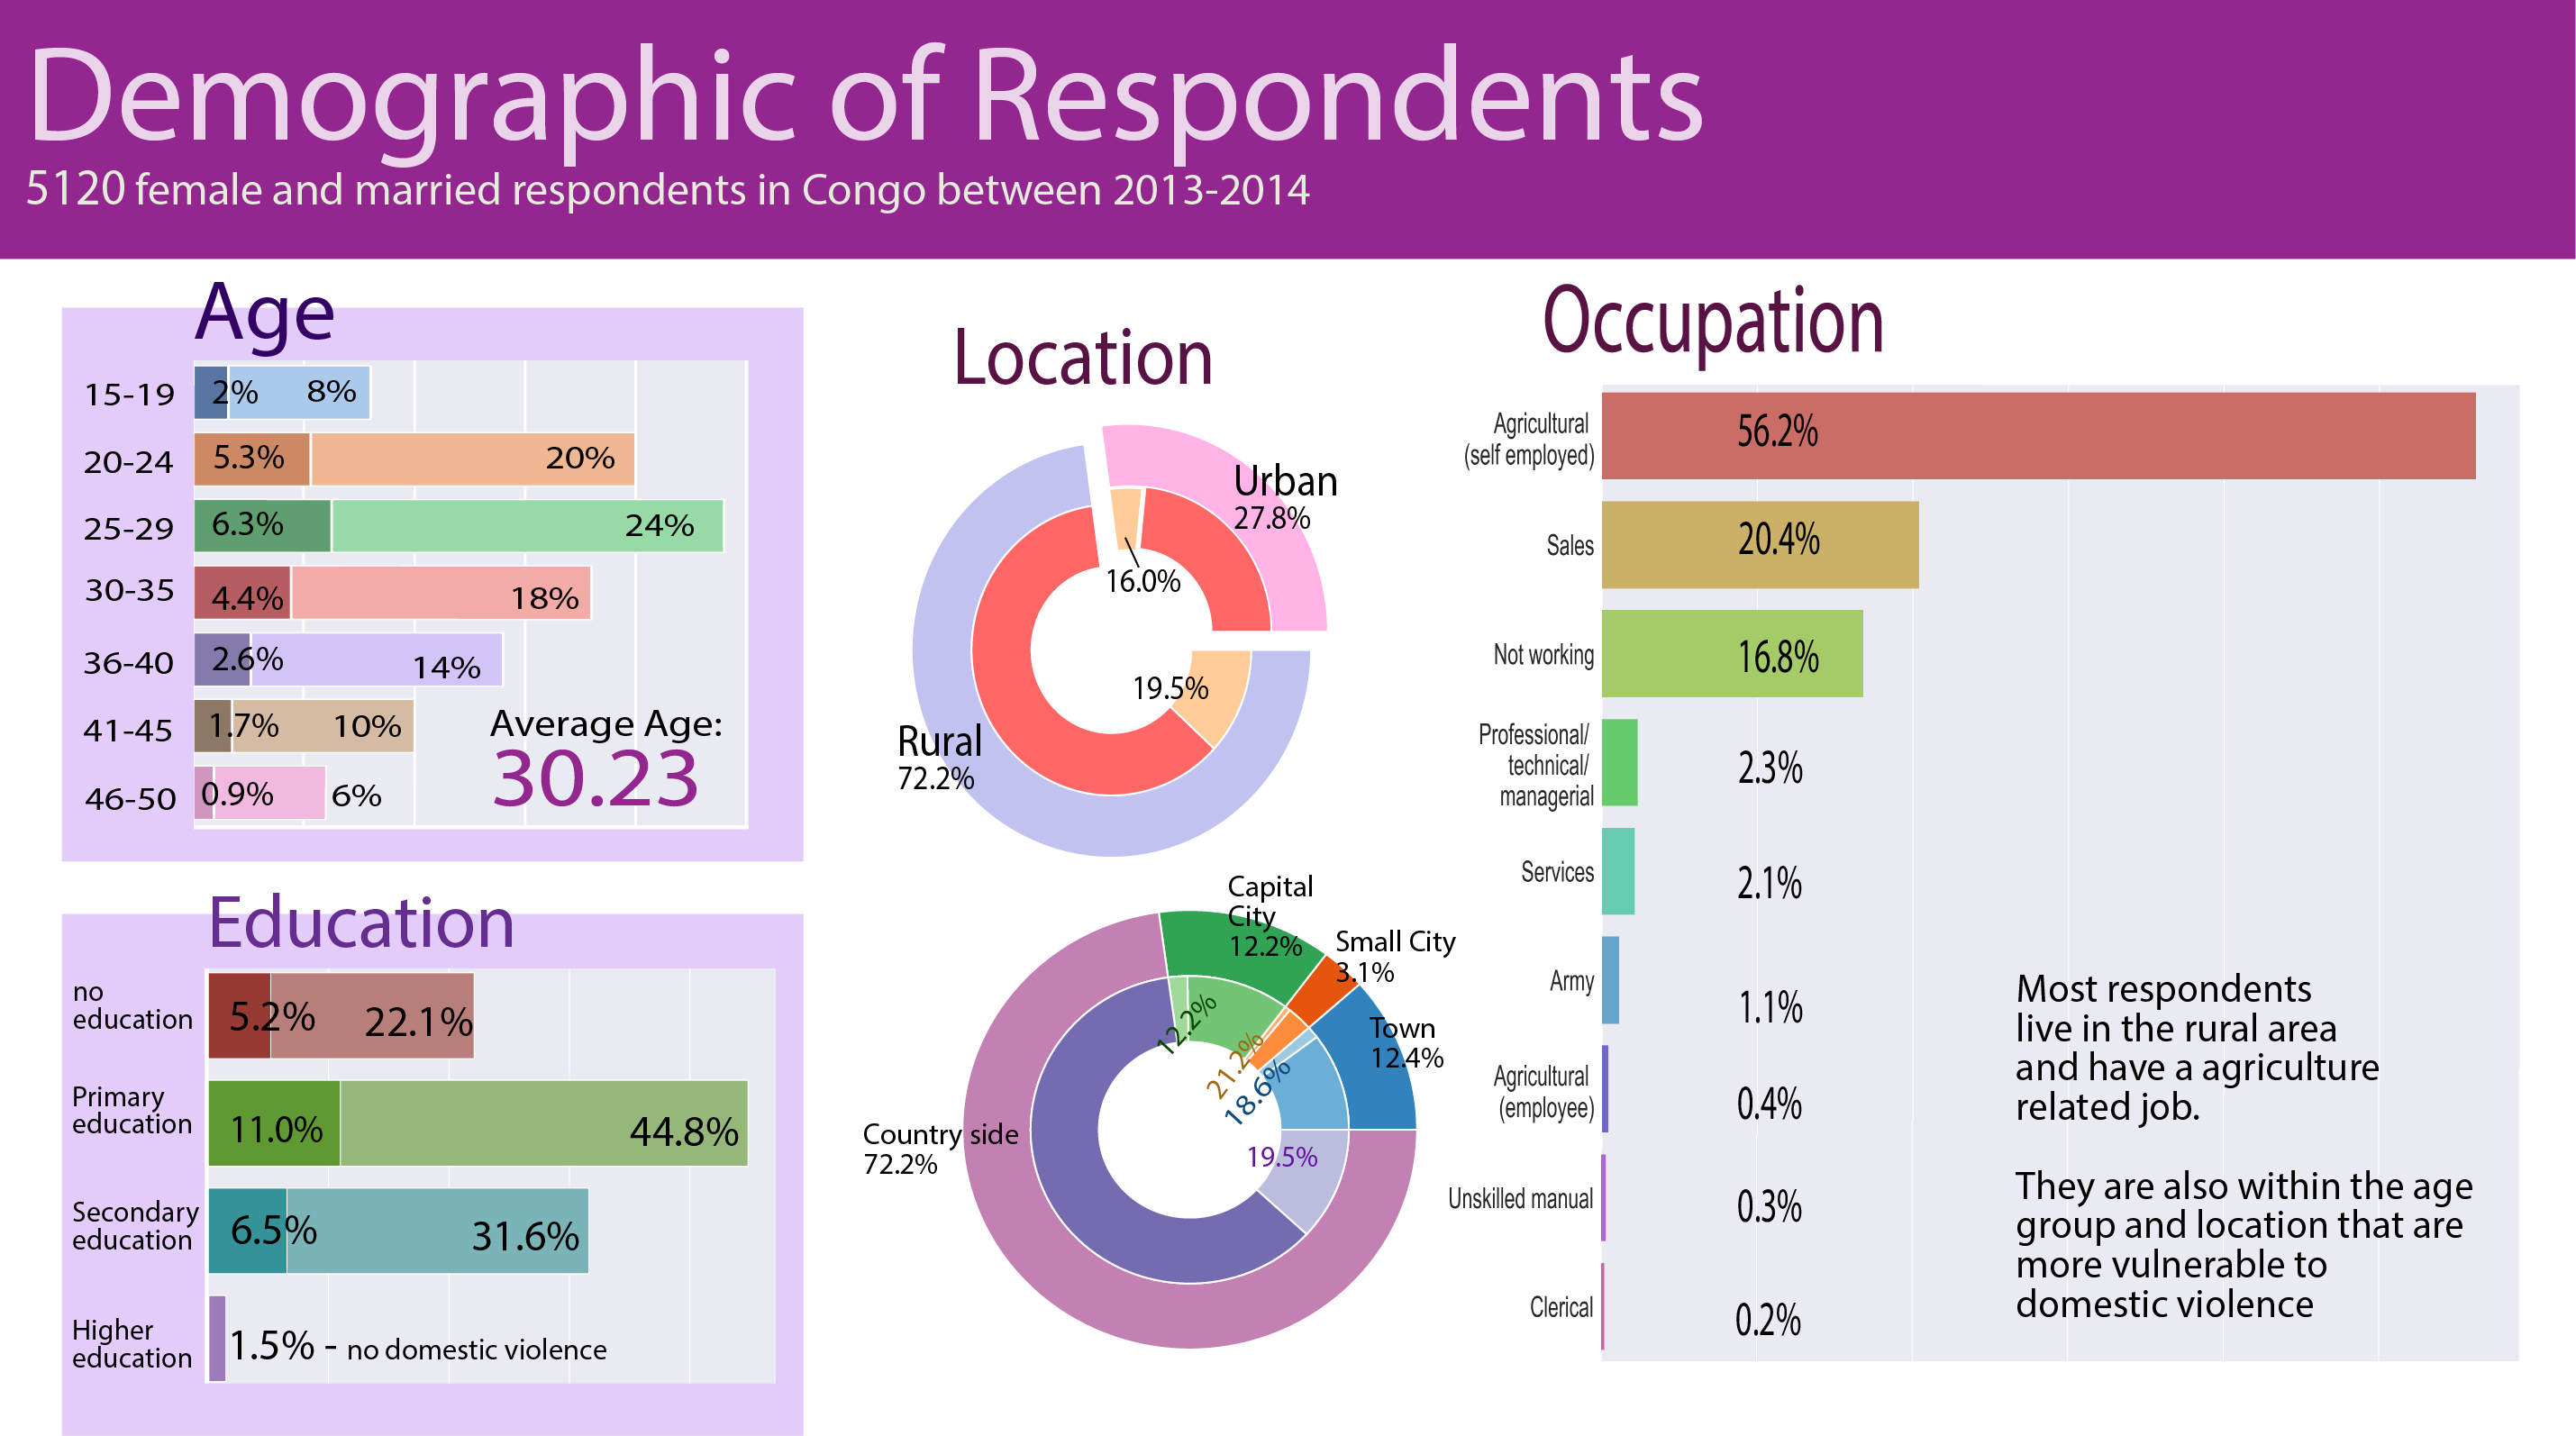 Demographic of Respondents
5120 female and married respondents in Congo between 2013-2014
Age
15-19 2% 8%
20-24 5.3% 20%
25-29 6.3% 24%
30-35 4.4% 18%
36-40 2.6% 14%
41-45 1.7% 10%
46-50 0.9% 6%
Average Age:
30.23
Education
no
education
5.2% 22.1%
Primary
education
11.0% 44.8%
Secondary
education
6.5% 31.6%
Higher
education
1.5% - no domestic violence
Location
Urban
27.8%
16.0%
19.5%
Rural
72.2%
Capital
City
12.2%
Small City
3.1%
Town
12.4%
12.2%
21.2%
18.6%
19.5%
Country side
72.2%
Occupation
Agricultural
(self employed)
56.2%
Sales
20.4%
Not working
16.8%
Professional/
technical/
managerial
2.3%
Services
2.1%
Army
1.1%
Agricultural
(employee)
0.4%
Unskilled manual
0.3%
Clerical
0.2%
Most respondents
live in the rural area
and have a agriculture
related job.
They are also within the age
group and location that are
more vulnerable to
domestic violence